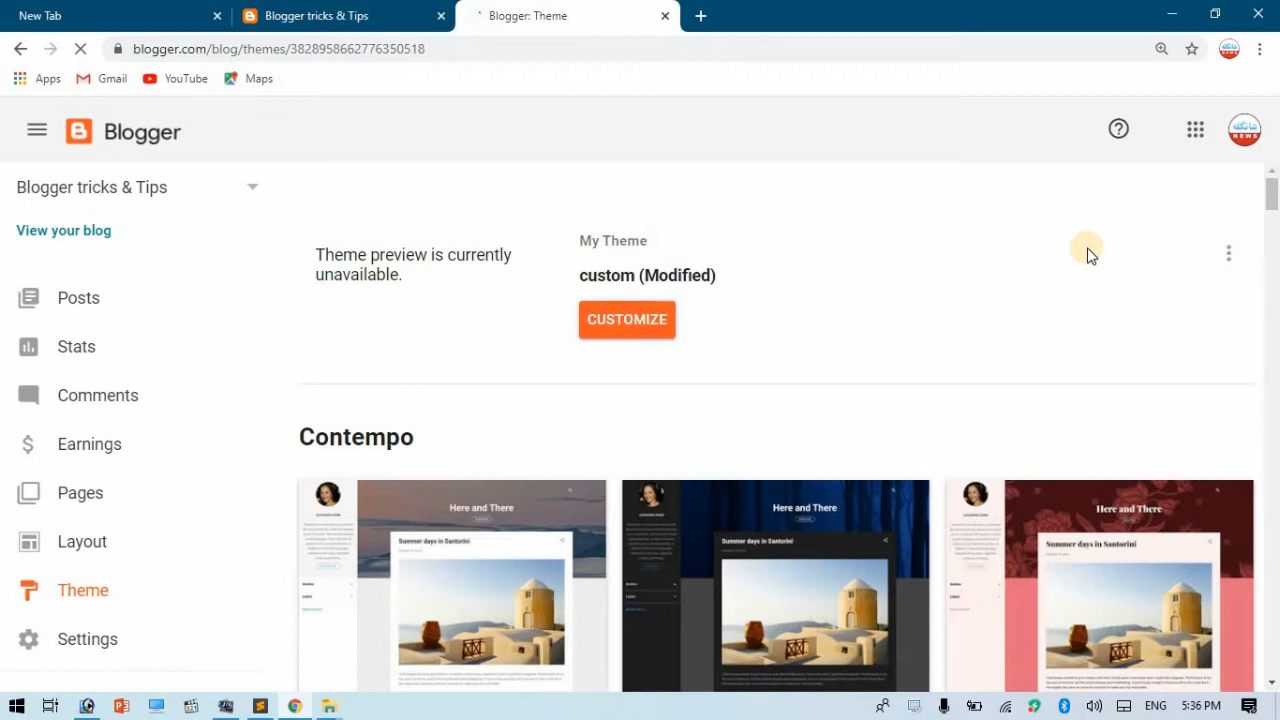 New Tab
Blogger tricks & Tips
Blogger: Theme
blogger.com/blog/themes/3828958662776350518
Apps
Gmail
YouTube
Maps
Blogger
Blogger tricks & Tips
View your blog
Posts
Stats
Comments
Earnings
Pages
Layout
Theme
Settings
Theme preview is currently
unavailable.
My Theme
custom (Modified)
CUSTOMIZE
Contempo
Here and There
Summer days in Santorini
Here and There
Summer days in Santorini
Here and There
Summer days in Santorini
NEWS
ENG
5:36 PM